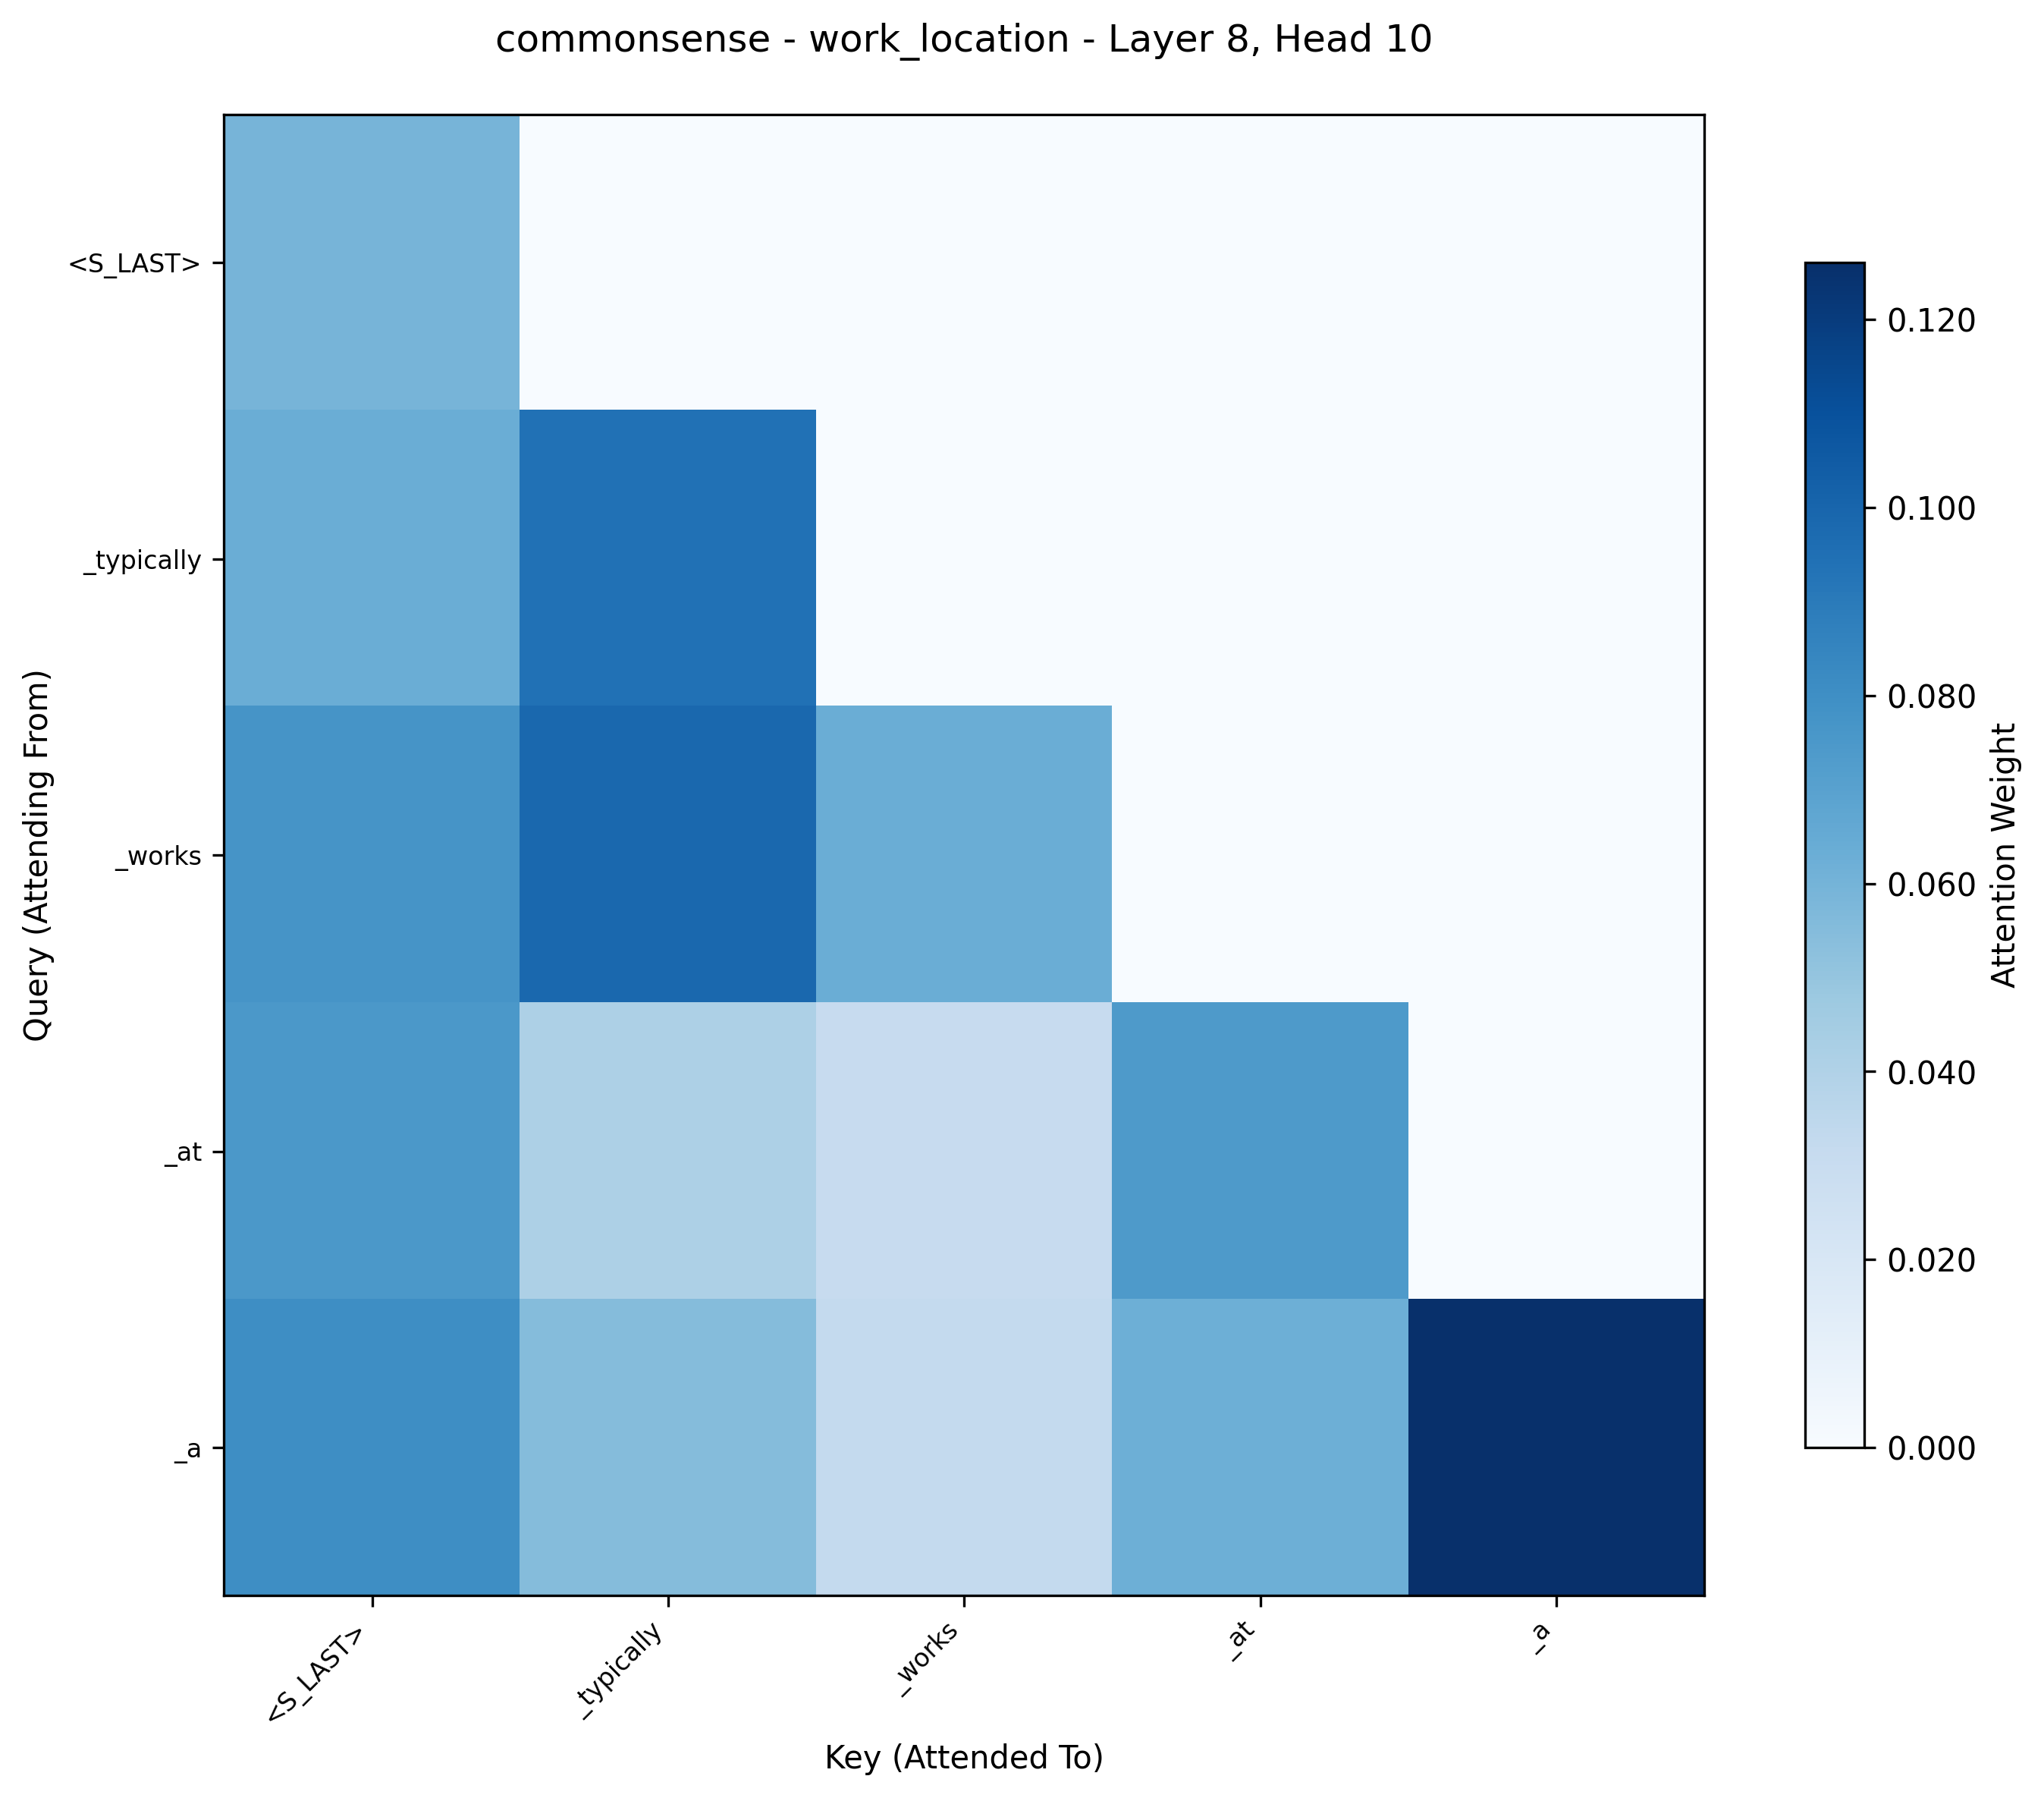 commonsense - work_location - Layer 8, Head 10
Query (Attending From)
<S_LAST>
_typically
_works
_at
_a
<S_LAST>
_typically
_works
_at
_a
Key (Attended To)
0.120
0.100
0.080
0.060
0.040
0.020
0.000
Attention Weight